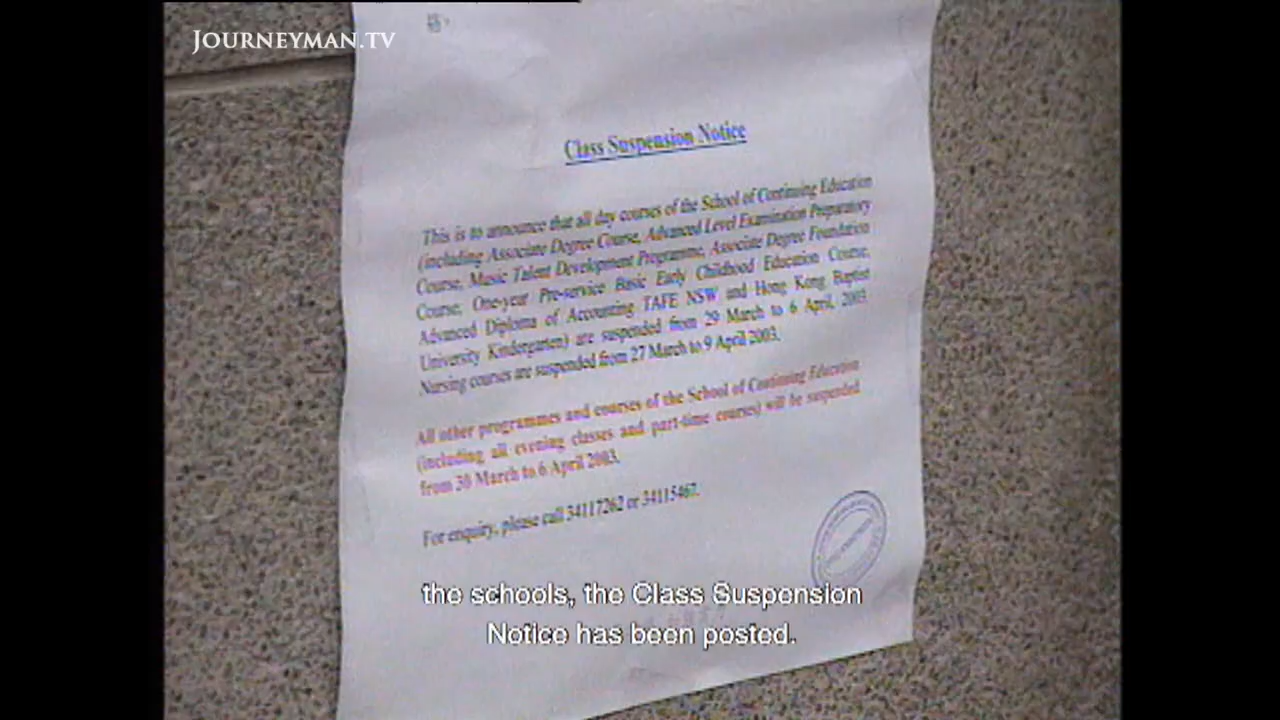 JOURNEYMAN.TV
Class Suspension Notice
This is to announce that all day courses of the School of Continuing Education
(including Associate Degree Course, Advanced Level Examination Preparatory
Course, Music Talent Development Programme, Associate Degree Foundation
Course, One-year Pre-service Basic Early Childhood Education Course,
Advanced Diploma of Accounting TAFE NSW and Hong Kong Baptist
University Kindergarten) are suspended from 29 March to 6 April, 2003.
Nursing courses are suspended from 27 March to 9 April 2003.
All other programmes and courses of the School of Continuing Education
(including all evening classes and part-time courses) will be suspended
from 30 March to 6 April 2003.
For enquiry, please call 34117262 or 34115467.
the schools, the Class Suspension
Notice has been posted.